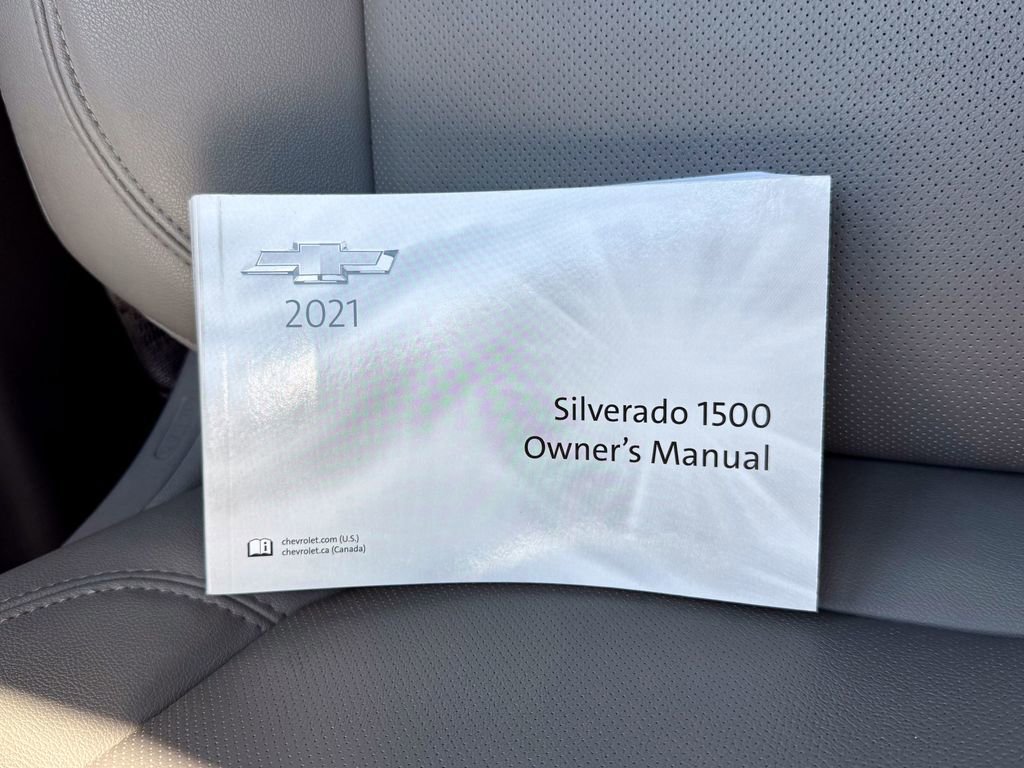 2021
Silverado 1500
Owner's Manual
chevrolet.com (U.S.)
chevrolet.ca (Canada)